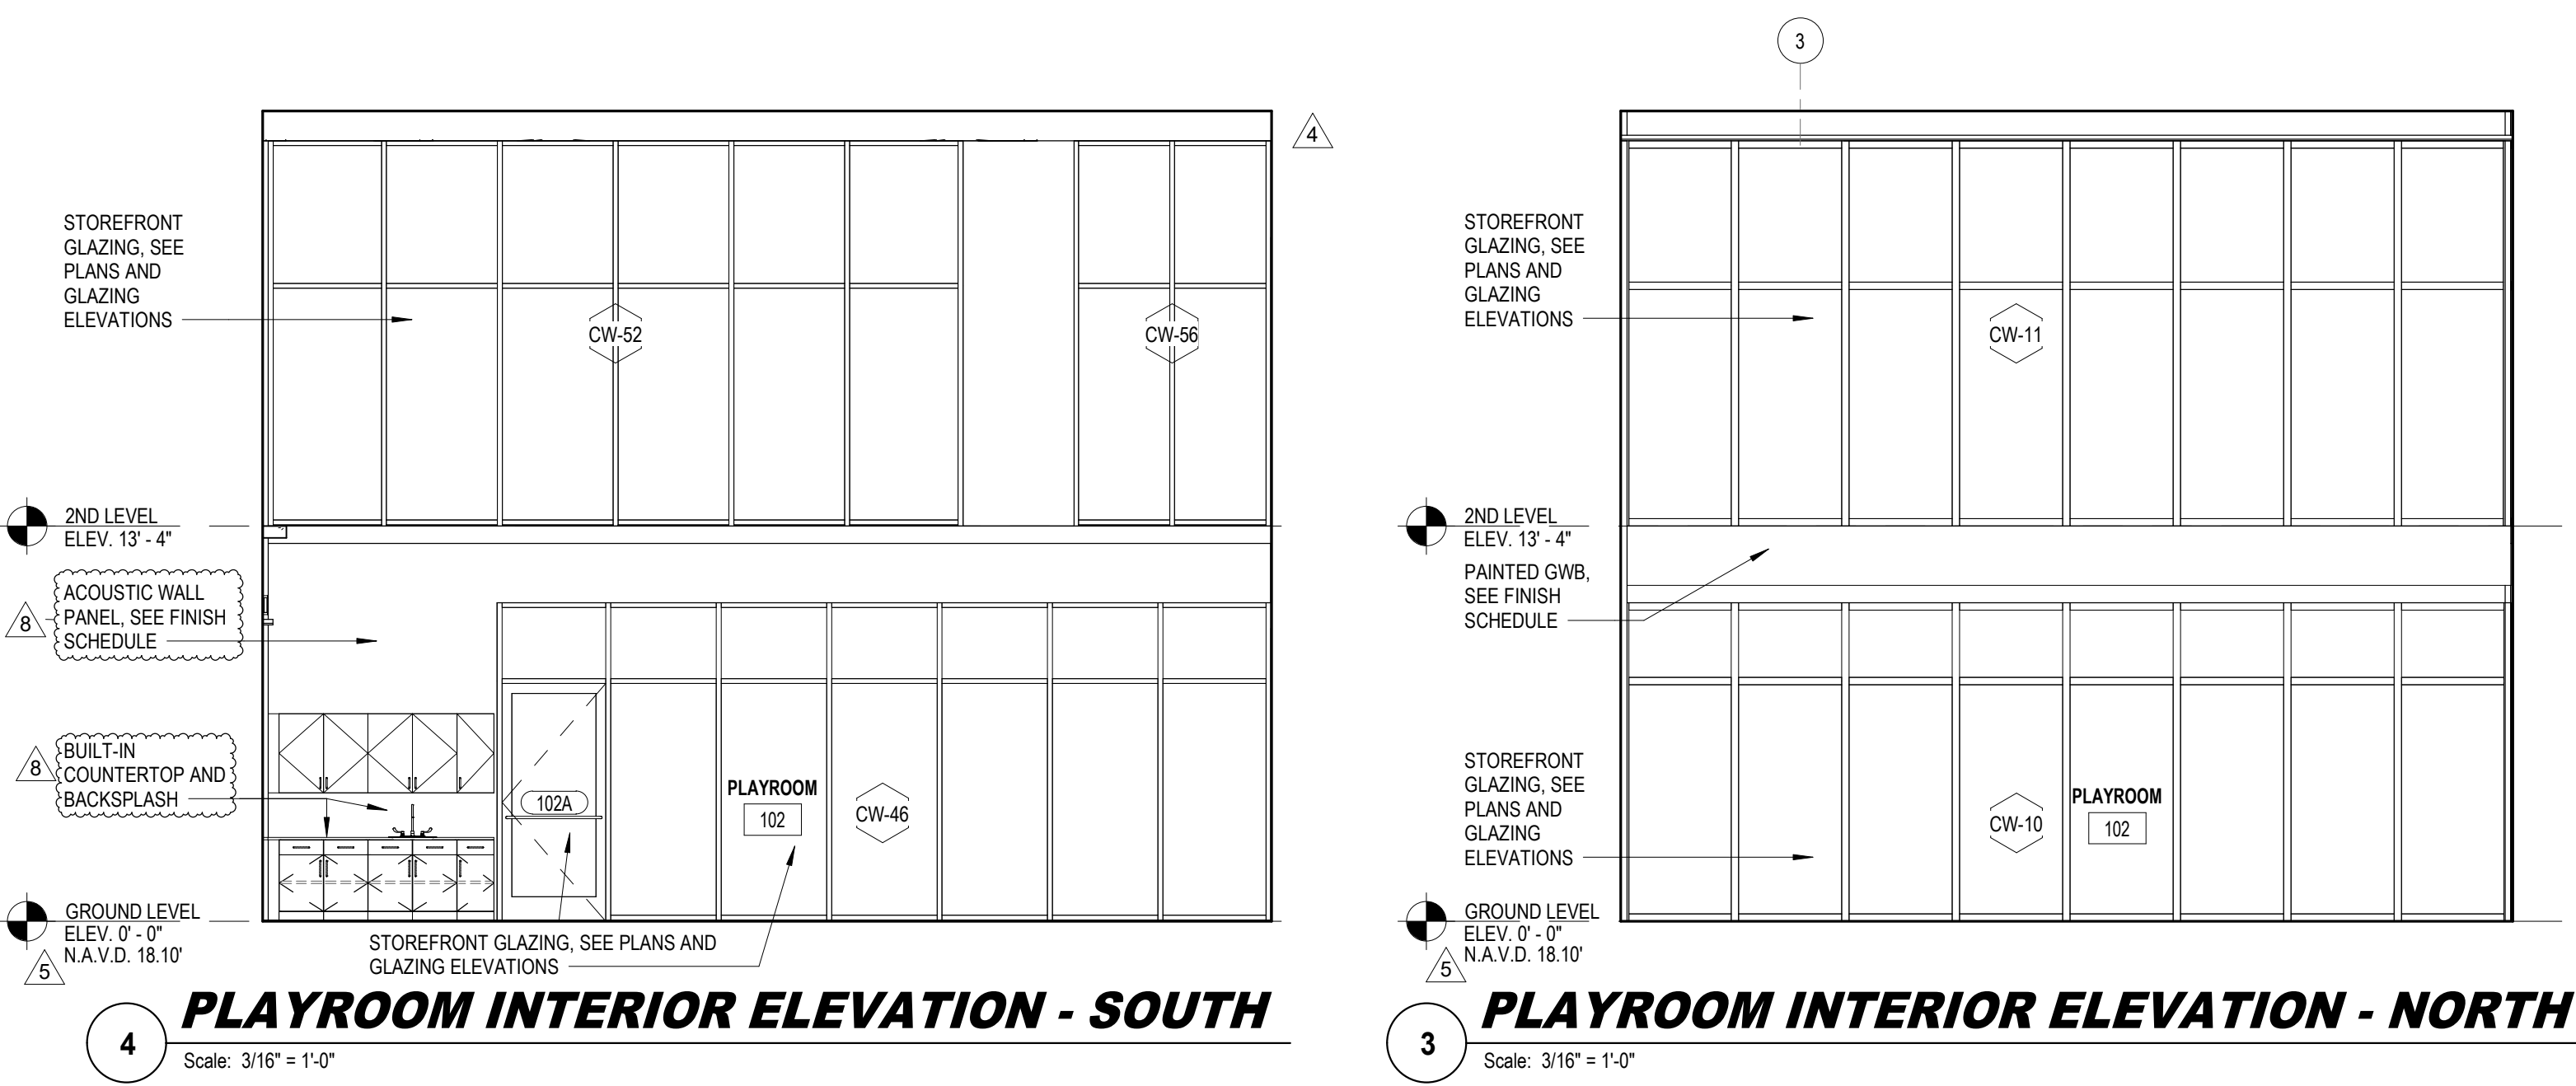 4
STOREFRONT
GLAZING, SEE
PLANS AND
GLAZING
ELEVATIONS
CW-52
CW-56
2ND LEVEL
ELEV. 13' - 4"
8
ACOUSTIC WALL
PANEL, SEE FINISH
SCHEDULE
8
BUILT-IN
COUNTERTOP AND
BACKSPLASH
102A
PLAYROOM
102
CW-46
GROUND LEVEL
ELEV. 0' - 0"
N.A.V.D. 18.10'
5
STOREFRONT GLAZING, SEE PLANS AND
GLAZING ELEVATIONS
4
PLAYROOM INTERIOR ELEVATION - SOUTH
Scale: 3/16" = 1'-0"
3
STOREFRONT
GLAZING, SEE
PLANS AND
GLAZING
ELEVATIONS
CW-11
2ND LEVEL
ELEV. 13' - 4"
PAINTED GWB,
SEE FINISH
SCHEDULE
STOREFRONT
GLAZING, SEE
PLANS AND
GLAZING
ELEVATIONS
CW-10
PLAYROOM
102
GROUND LEVEL
ELEV. 0' - 0"
N.A.V.D. 18.10'
5
3
PLAYROOM INTERIOR ELEVATION - NORTH
Scale: 3/16" = 1'-0"